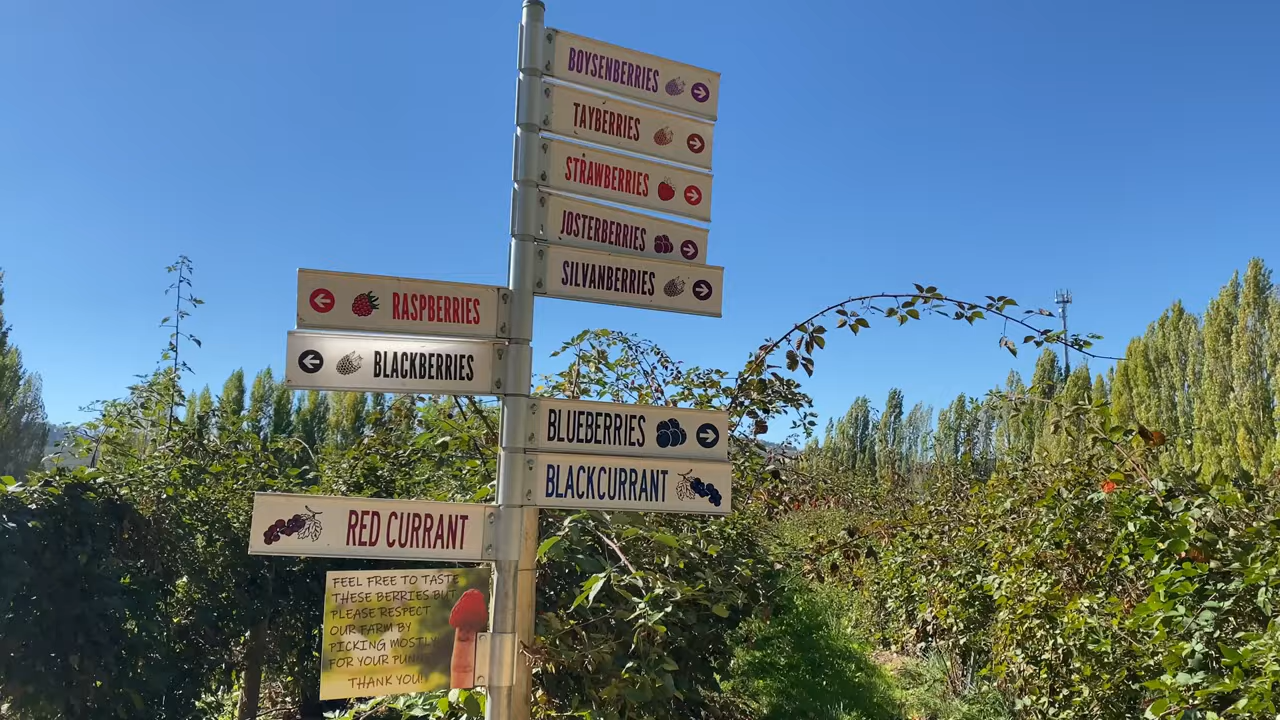 BOYSENBERRIES
TAYBERRIES
STRAWBERRIES
JOSTERBERRIES
SILVANBERRIES
RASPBERRIES
BLACKBERRIES
BLUEBERRIES
BLACKCURRANT
RED CURRANT
FEEL FREE TO TASTE
THESE BERRIES BUT
PLEASE RESPECT
OUR FARM BY
PICKING MOSTLY
FOR YOUR
THANK YOU!